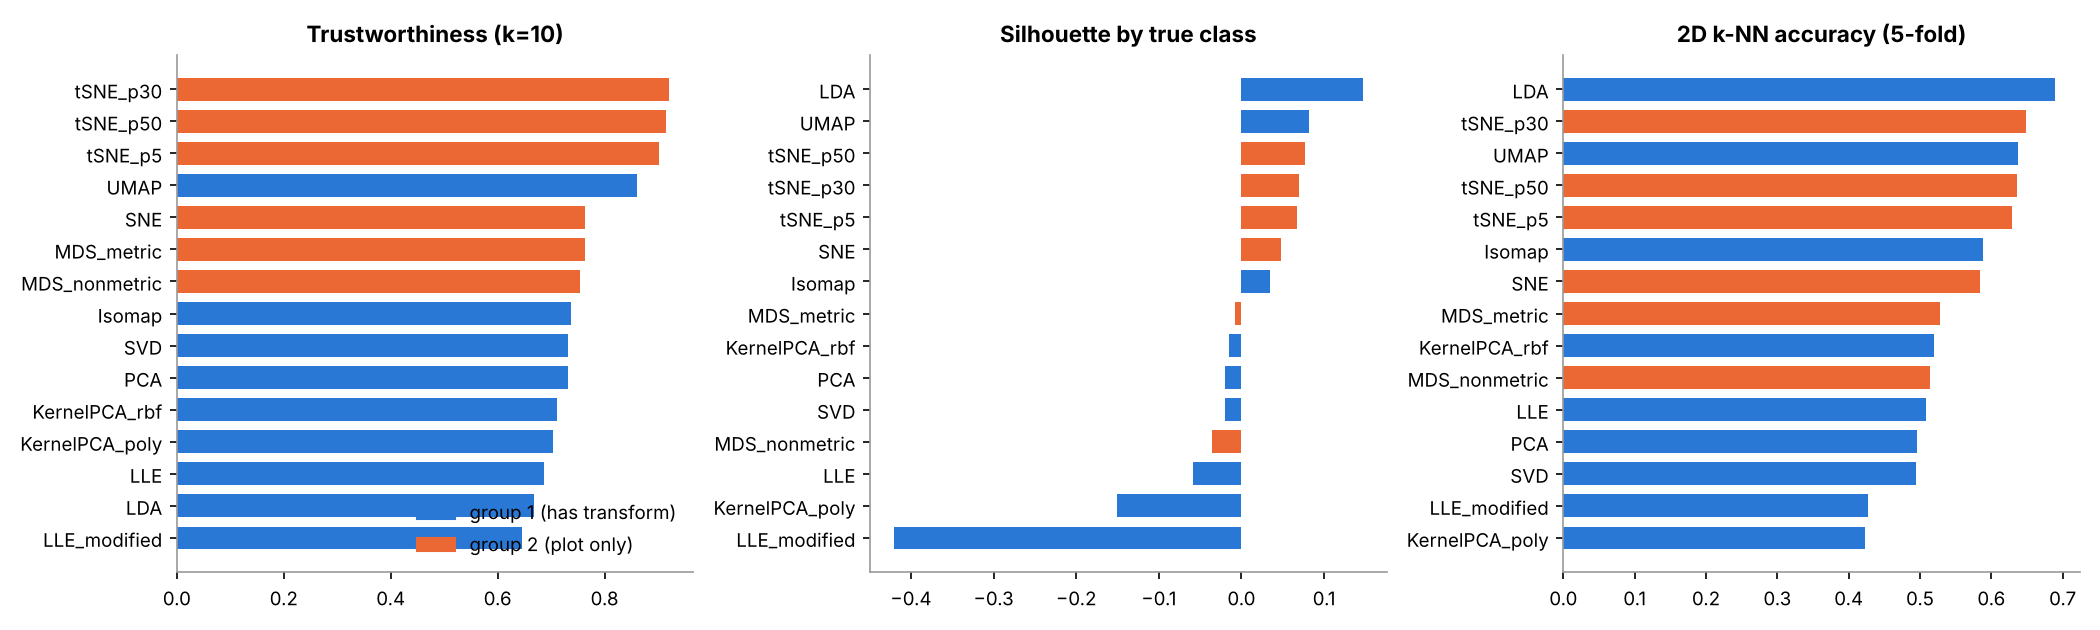 Trustworthiness (k=10)
tSNE_p30
tSNE_p50
tSNE_p5
UMAP
SNE
MDS_metric
MDS_nonmetric
Isomap
SVD
PCA
KernelPCA_rbf
KernelPCA_poly
LLE
LDA
LLE_modified
group 1 (has transform)
group 2 (plot only)
0.0 0.2 0.4 0.6 0.8
Silhouette by true class
LDA
UMAP
tSNE_p50
tSNE_p30
tSNE_p5
SNE
Isomap
MDS_metric
KernelPCA_rbf
PCA
SVD
MDS_nonmetric
LLE
KernelPCA_poly
LLE_modified
−0.4 −0.3 −0.2 −0.1 0.0 0.1
2D k-NN accuracy (5-fold)
LDA
tSNE_p30
UMAP
tSNE_p50
tSNE_p5
Isomap
SNE
MDS_metric
KernelPCA_rbf
MDS_nonmetric
LLE
PCA
SVD
LLE_modified
KernelPCA_poly
0.0 0.1 0.2 0.3 0.4 0.5 0.6 0.7